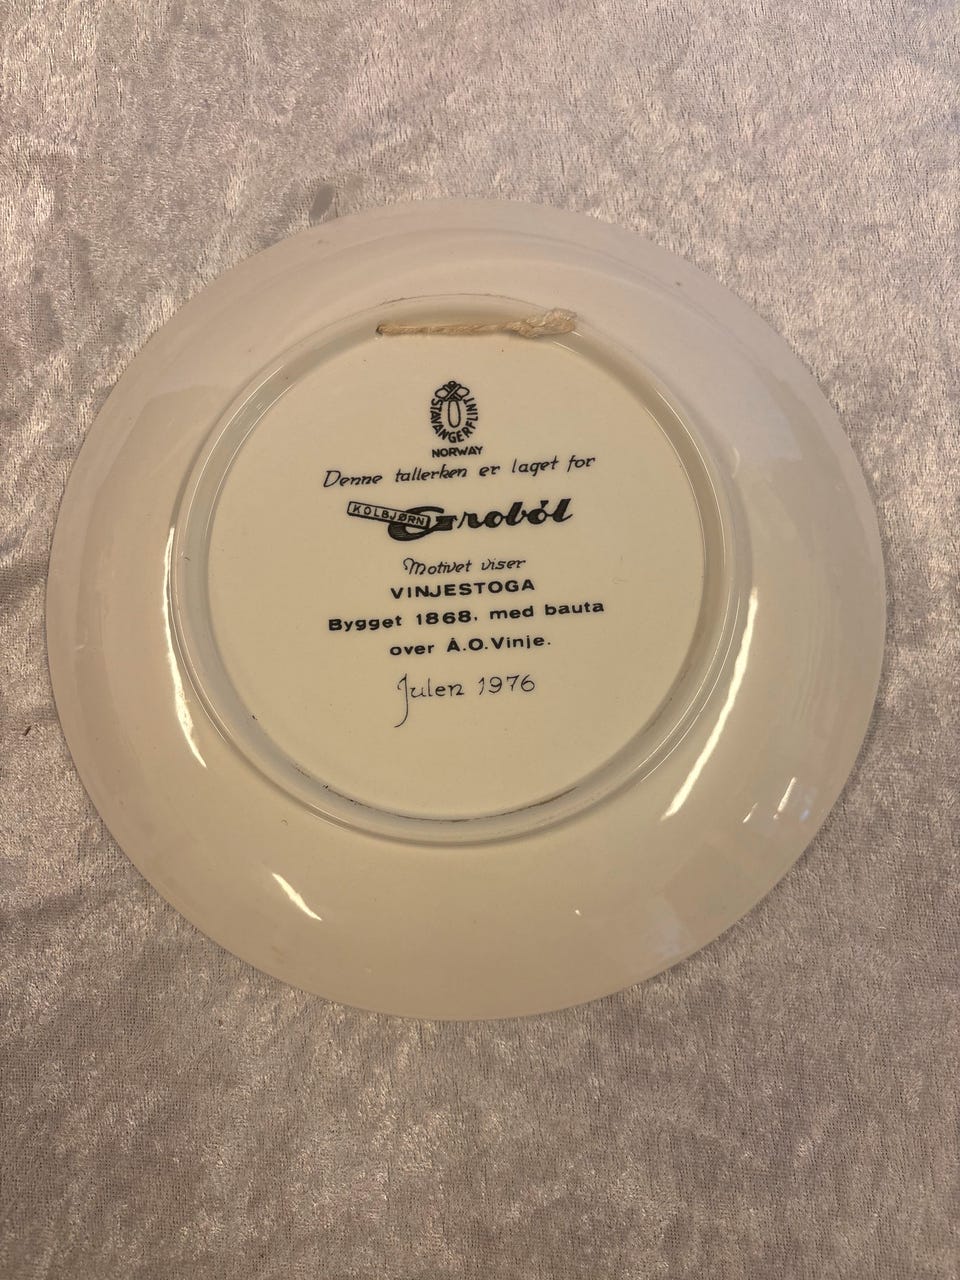 STAVANGERFLINT
NORWAY
Denne tallerken er laget for
KOLBJØRN Groból
Motivet viser
VINJESTOGA
Bygget 1868, med bauta
over Å.O.Vinje.
Julen 1976